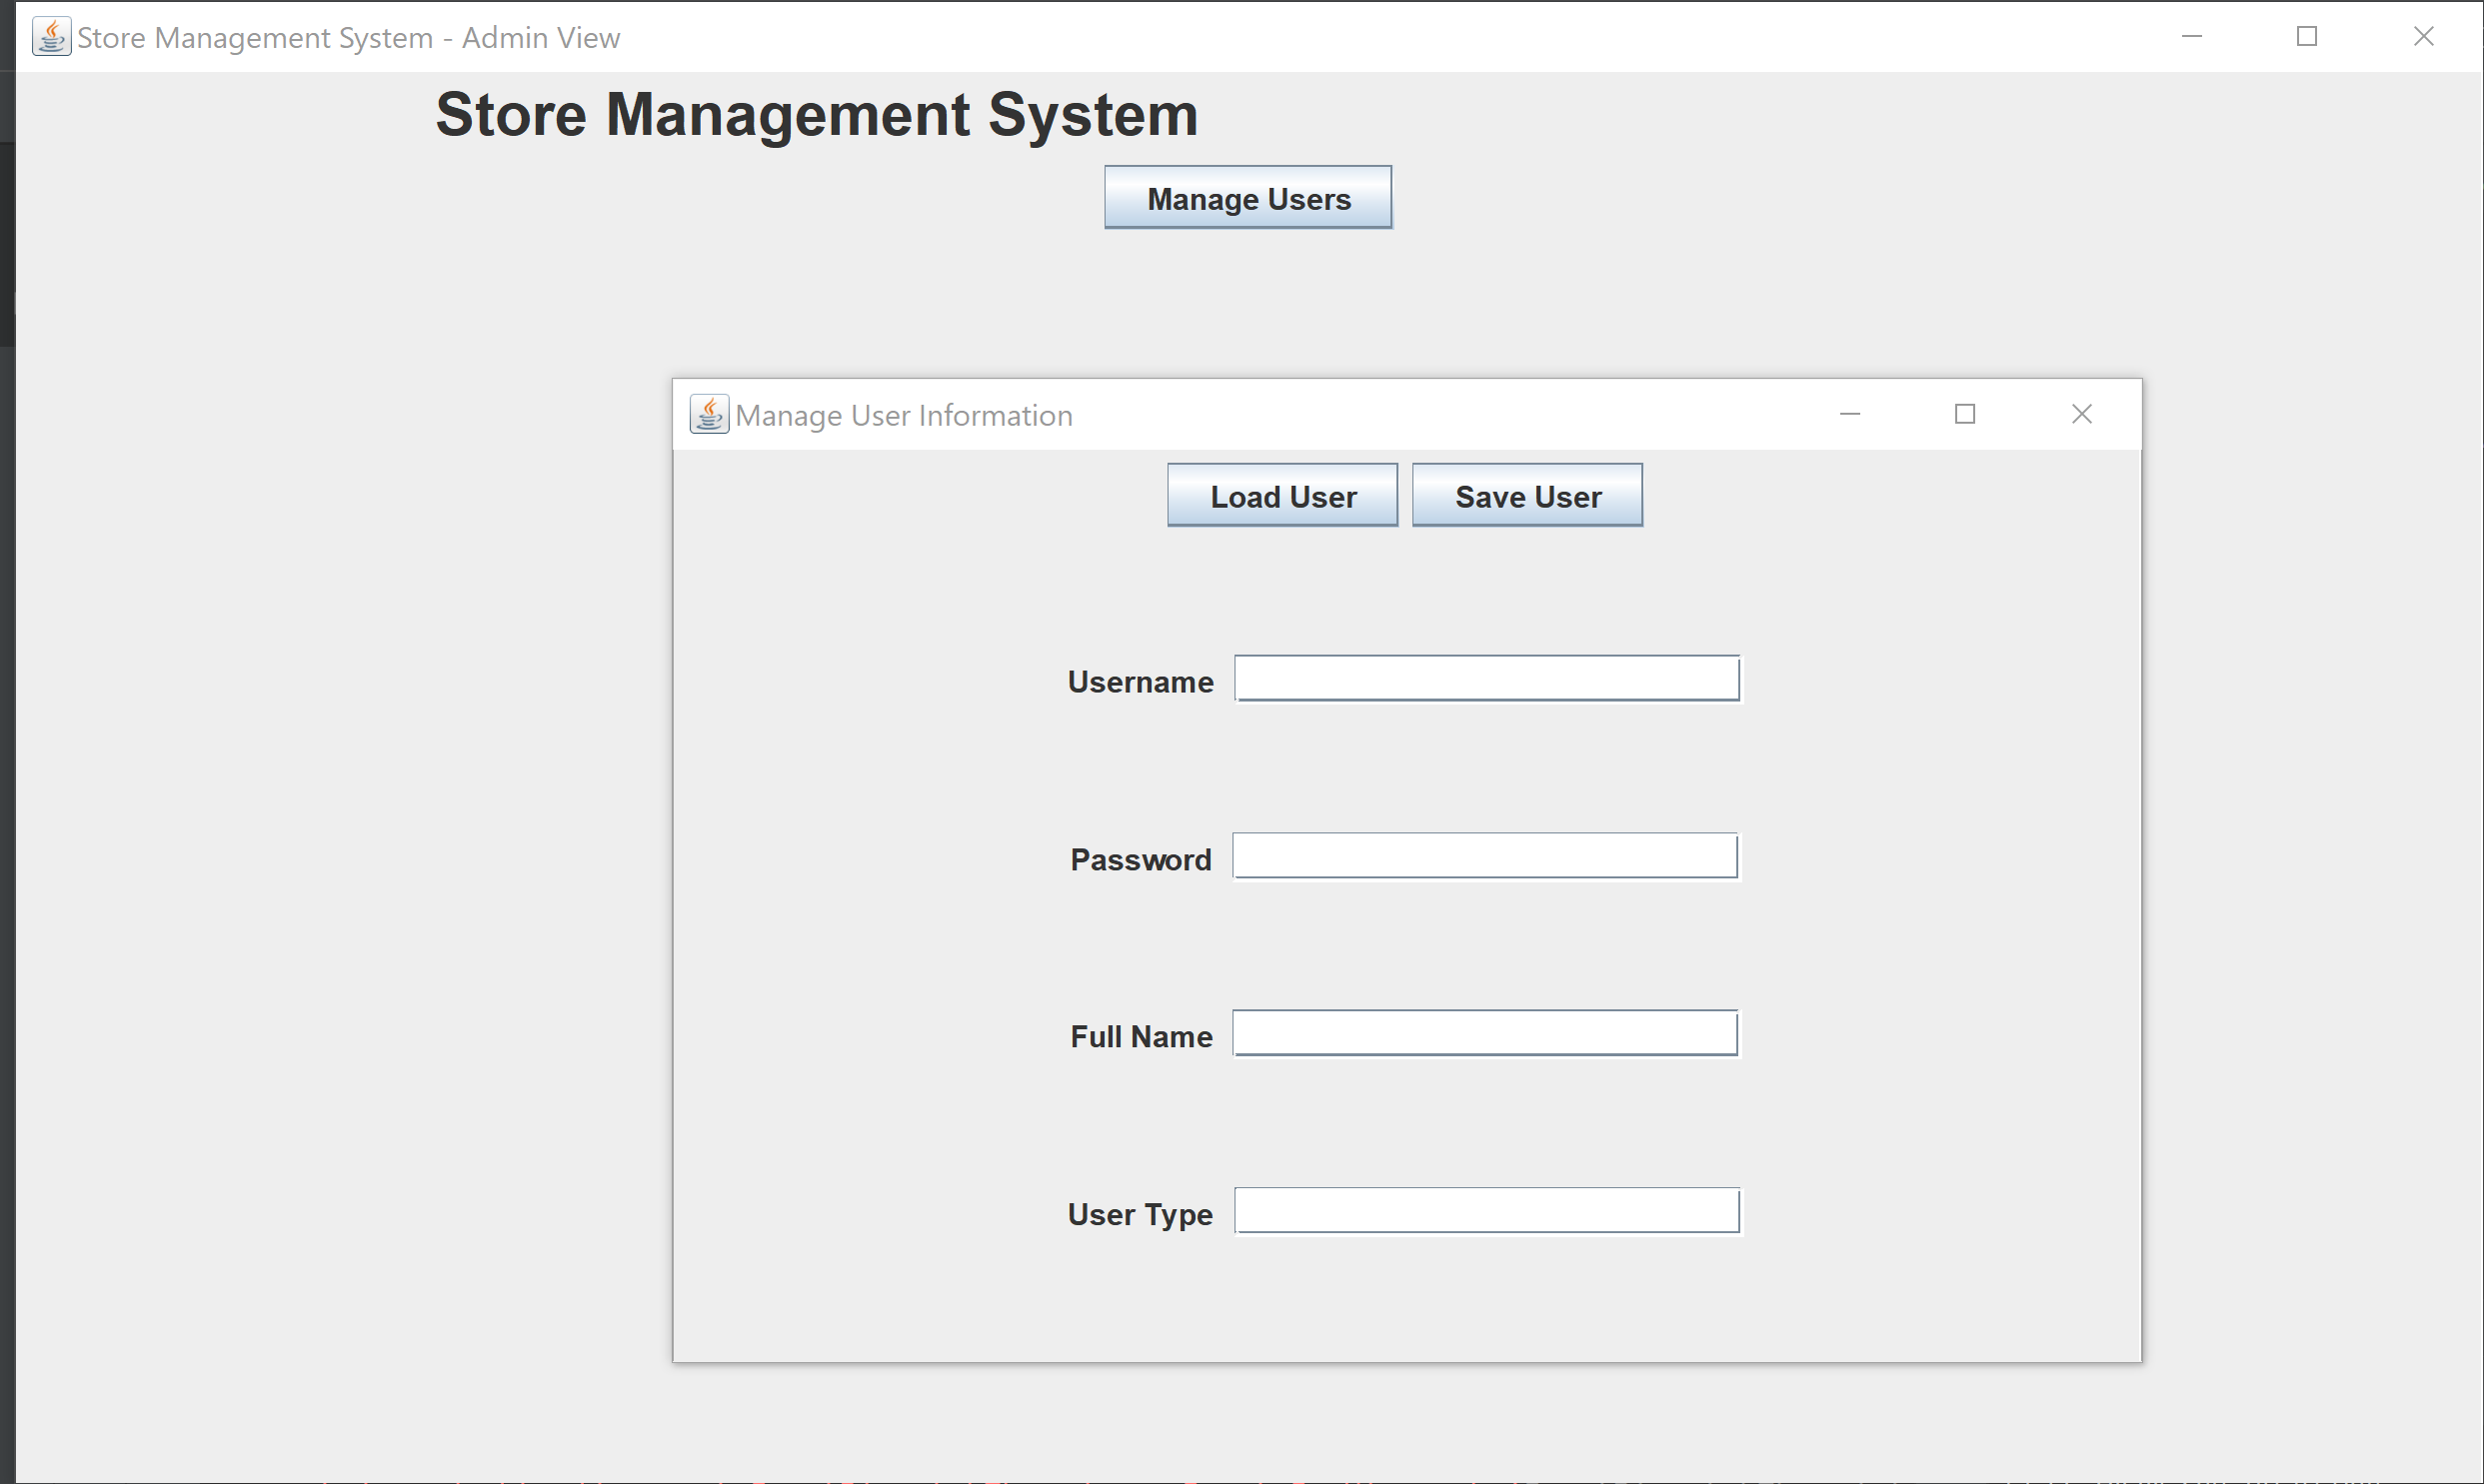 Store Management System - Admin View
Store Management System
Manage Users
Manage User Information
Load User Save User
Username
Password
Full Name
User Type